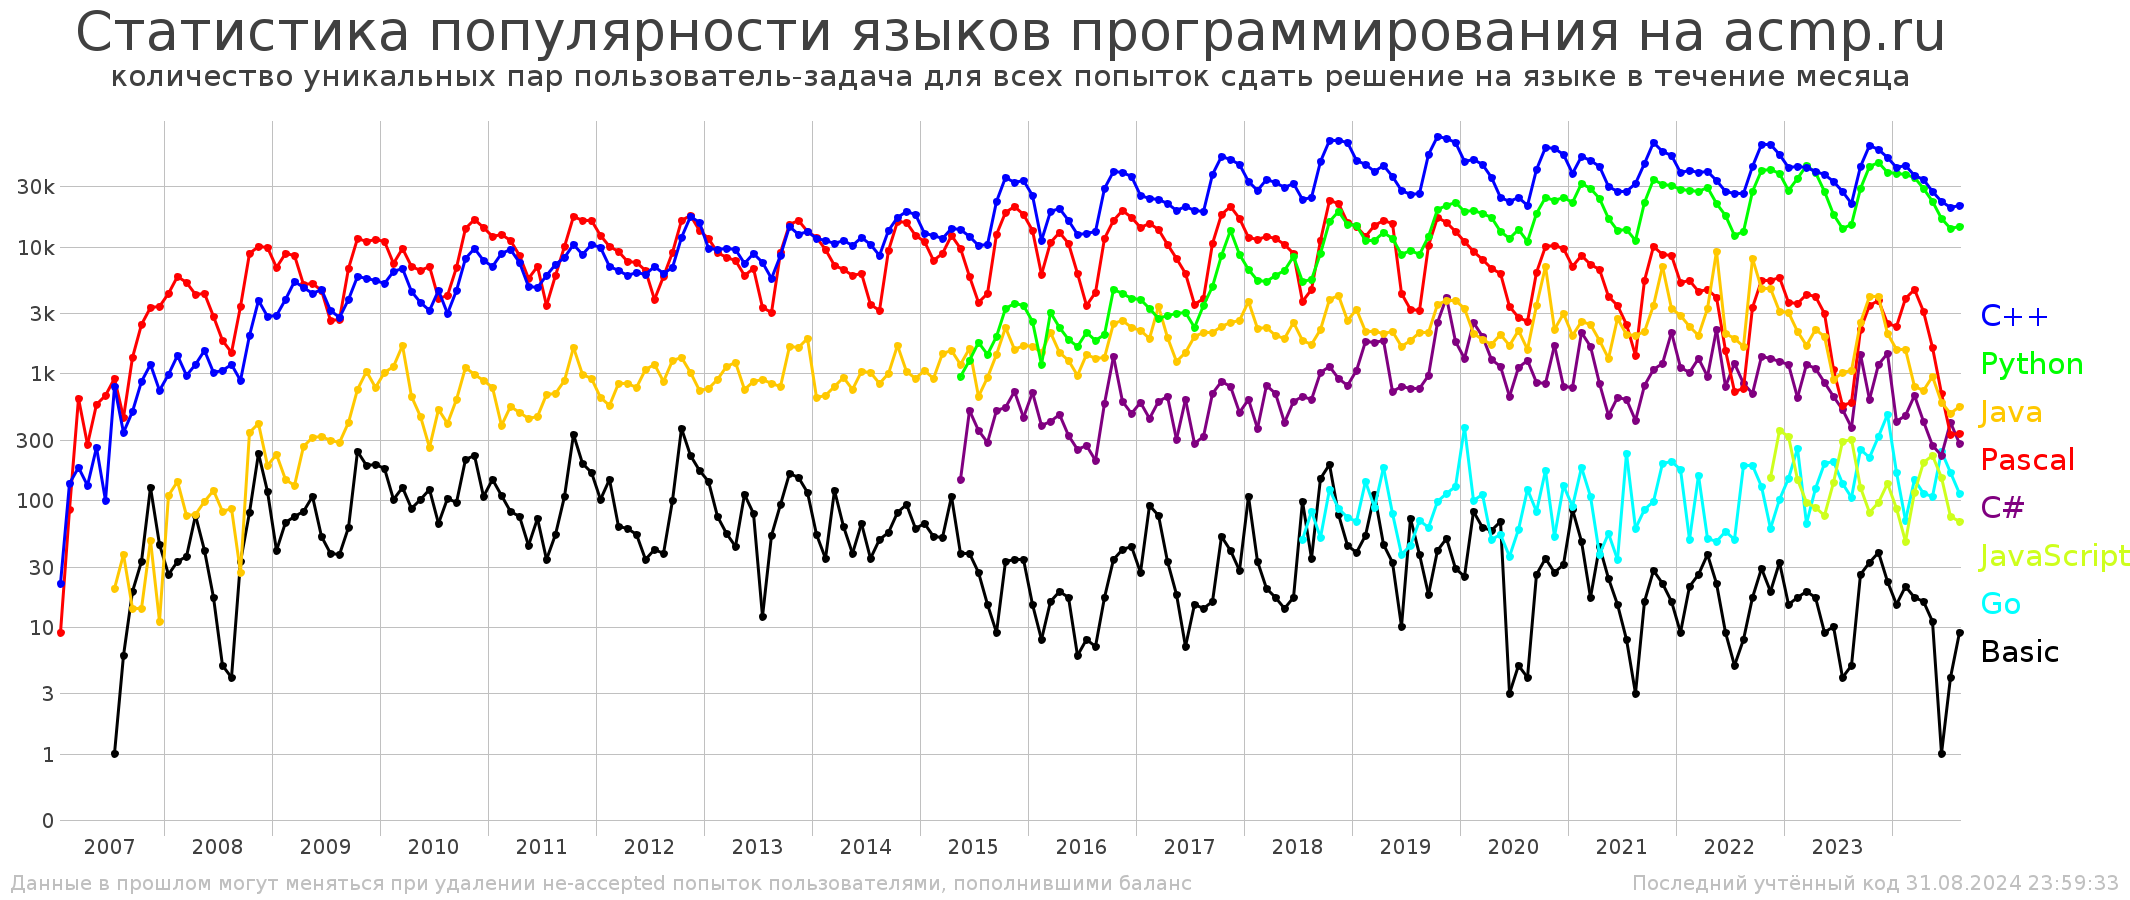 Статистика популярности языков программирования на acmp.ru
количество уникальных пар пользователь-задача для всех попыток сдать решение на языке в течение месяца
30k
10k
3k
1k
300
100
30
10
3
1
0
C++
Python
Java
Pascal
C#
JavaScript
Go
Basic
2007 2008 2009 2010 2011 2012 2013 2014 2015 2016 2017 2018 2019 2020 2021 2022 2023
Данные в прошлом могут меняться при удалении не-accepted попыток пользователями, пополнившими баланс
Последний учтённый код 31.08.2024 23:59:33